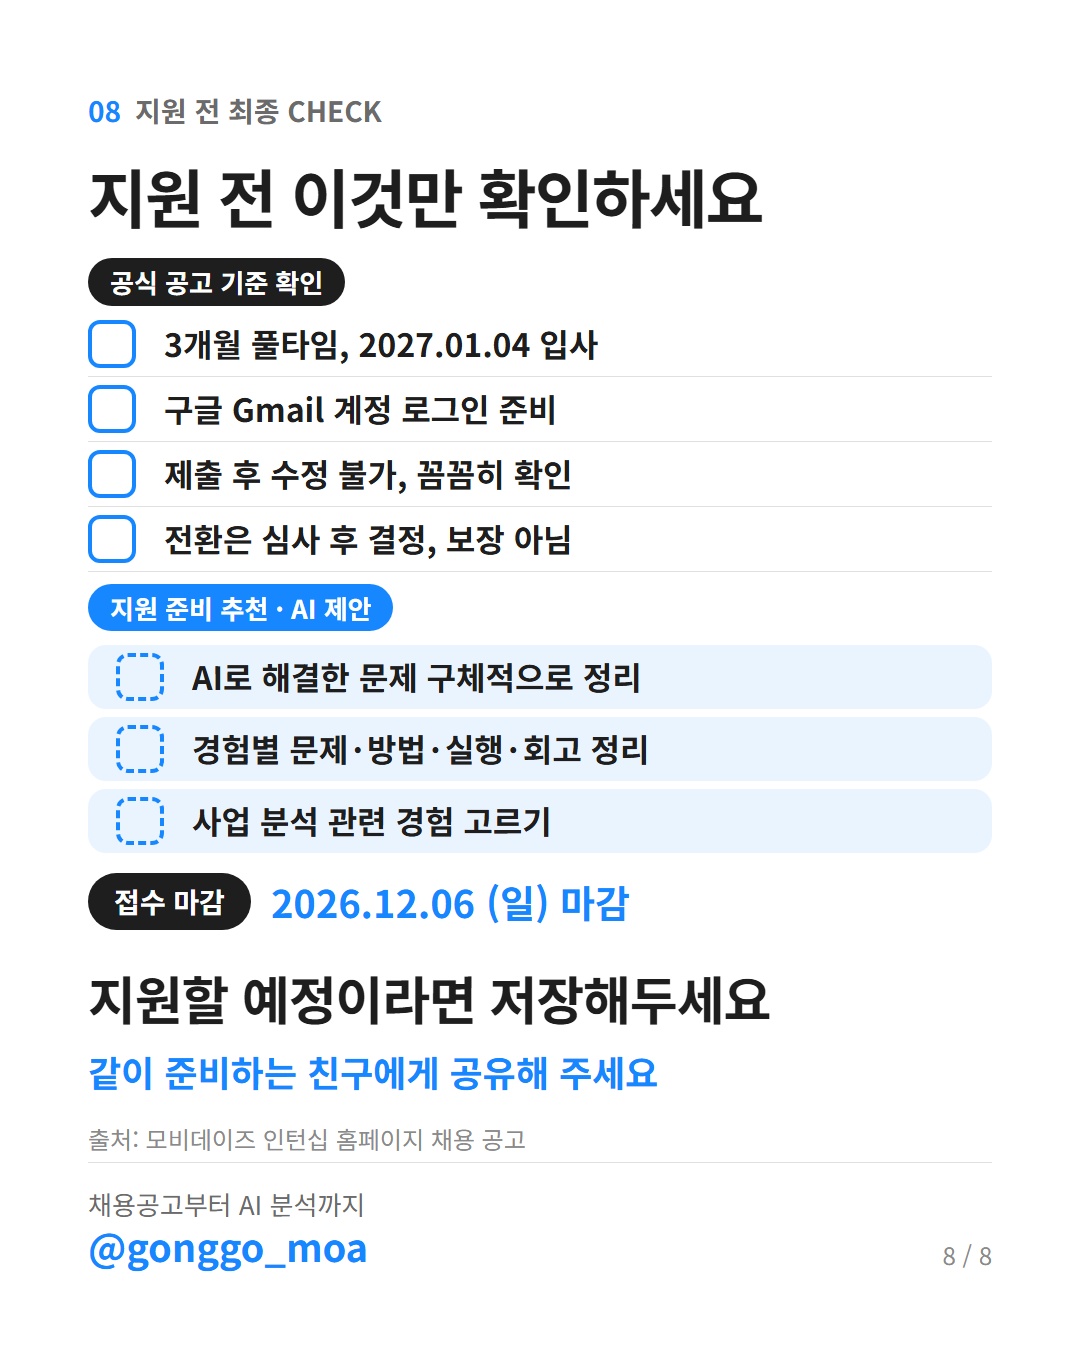 08 지원 전 최종 CHECK
지원 전 이것만 확인하세요
공식 공고 기준 확인
3개월 풀타임, 2027.01.04 입사
구글 Gmail 계정 로그인 준비
제출 후 수정 불가, 꼼꼼히 확인
전환은 심사 후 결정, 보장 아님
지원 준비 추천 · AI 제안
AI로 해결한 문제 구체적으로 정리
경험별 문제·방법·실행·회고 정리
사업 분석 관련 경험 고르기
접수 마감 2026.12.06 (일) 마감
지원할 예정이라면 저장해두세요
같이 준비하는 친구에게 공유해 주세요
출처: 모비데이즈 인턴십 홈페이지 채용 공고
채용공고부터 AI 분석까지
@gonggo_moa
8 / 8